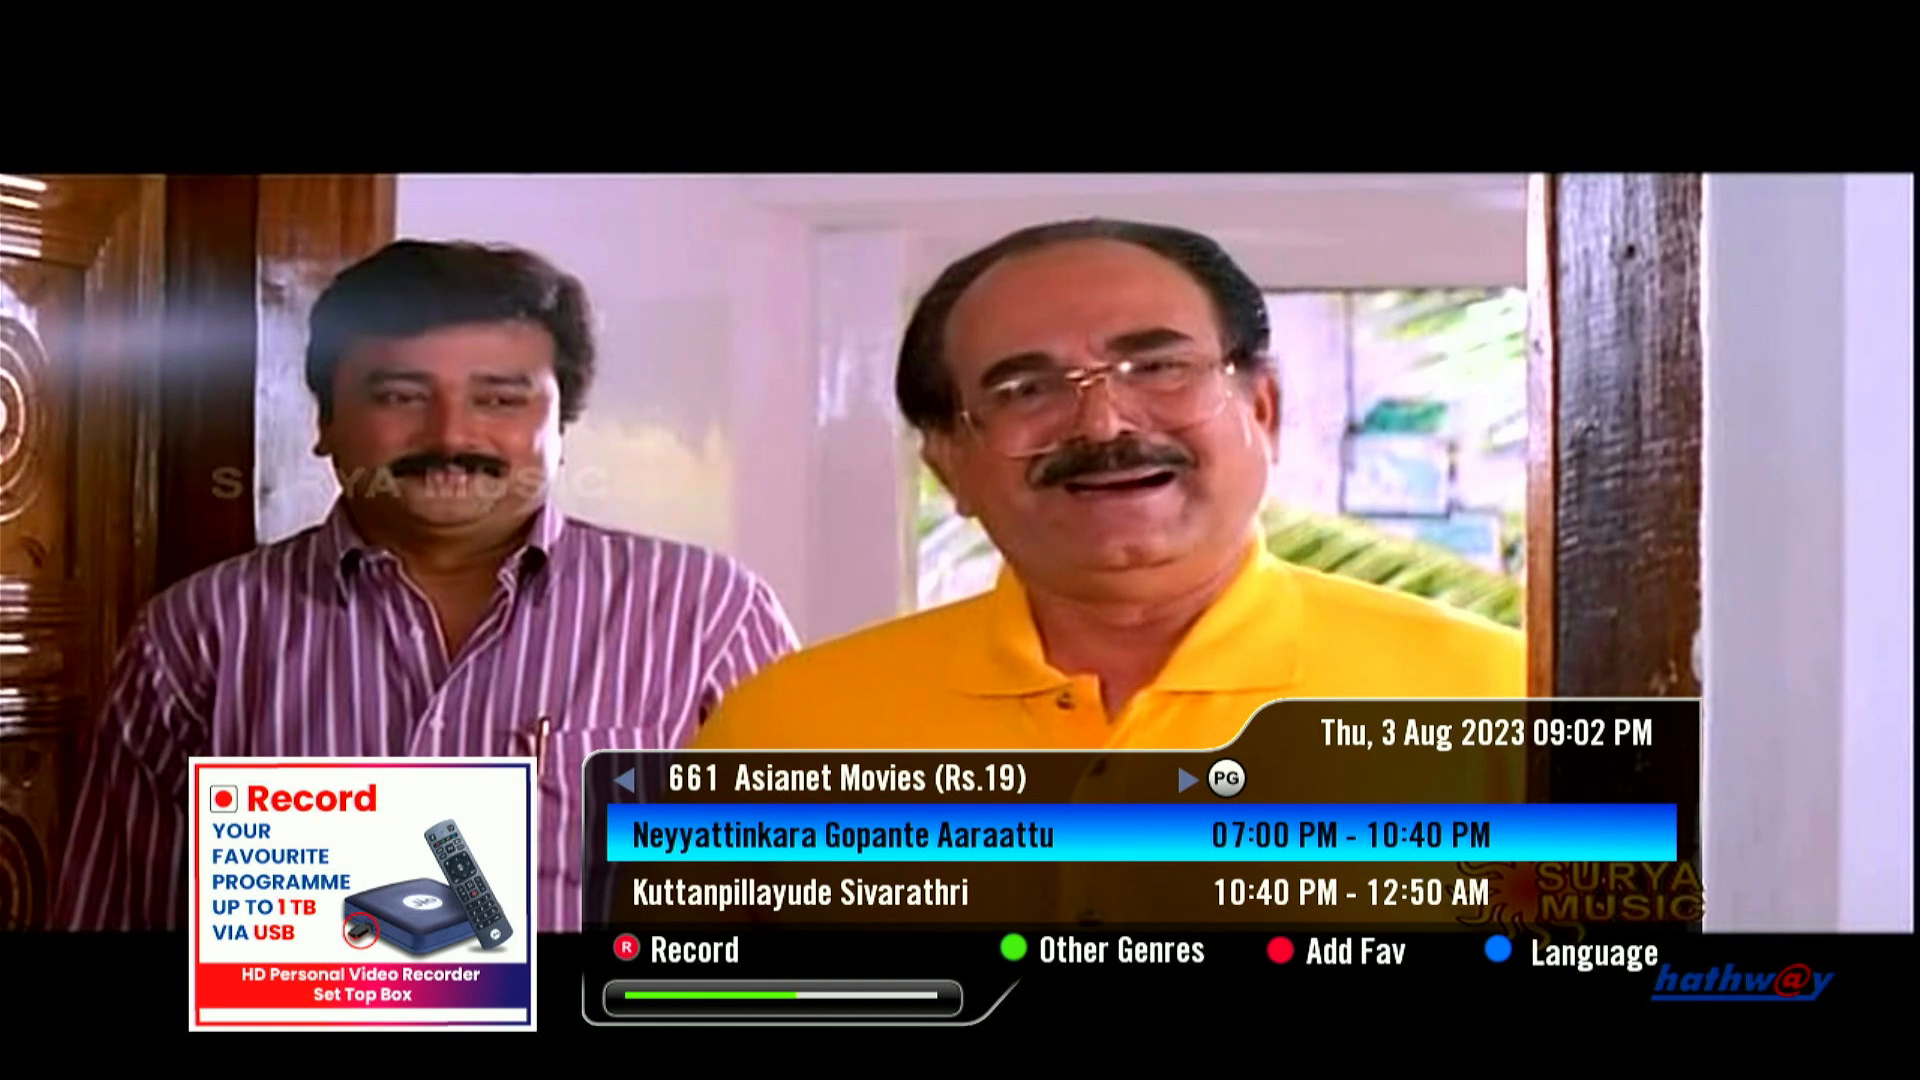 SURYA MUSIC
Thu, 3 Aug 2023 09:02 PM
661 Asianet Movies (Rs.19)
PG
Neyyattinkara Gopante Aaraattu 07:00 PM - 10:40 PM
Kuttanpillayude Sivarathri 10:40 PM - 12:50 AM
SURYA
MUSIC
R Record
Other Genres
Add Fav
Language
hathw@y
Record
YOUR
FAVOURITE
PROGRAMME
UP TO 1 TB
VIA USB
Jio
HD Personal Video Recorder
Set Top Box